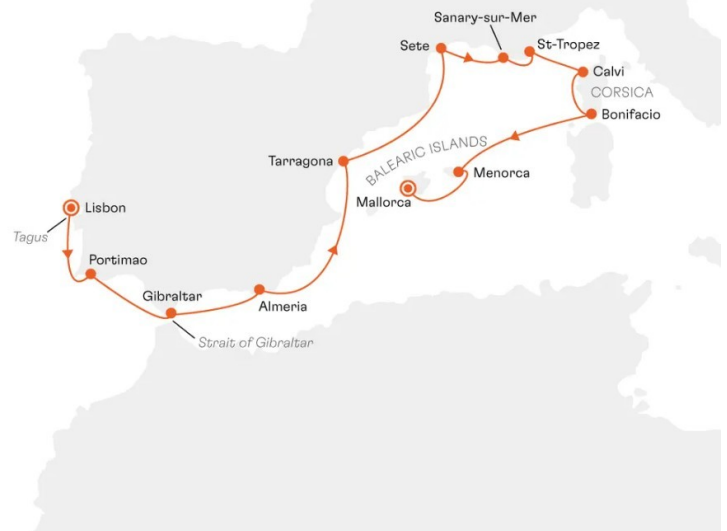 Sanary-sur-Mer
Sete
St-Tropez
Calvi
CORSICA
Bonifacio
BALEARIC ISLANDS
Tarragona
Menorca
Mallorca
Lisbon
Tagus
Portimao
Gibraltar
Almeria
Strait of Gibraltar